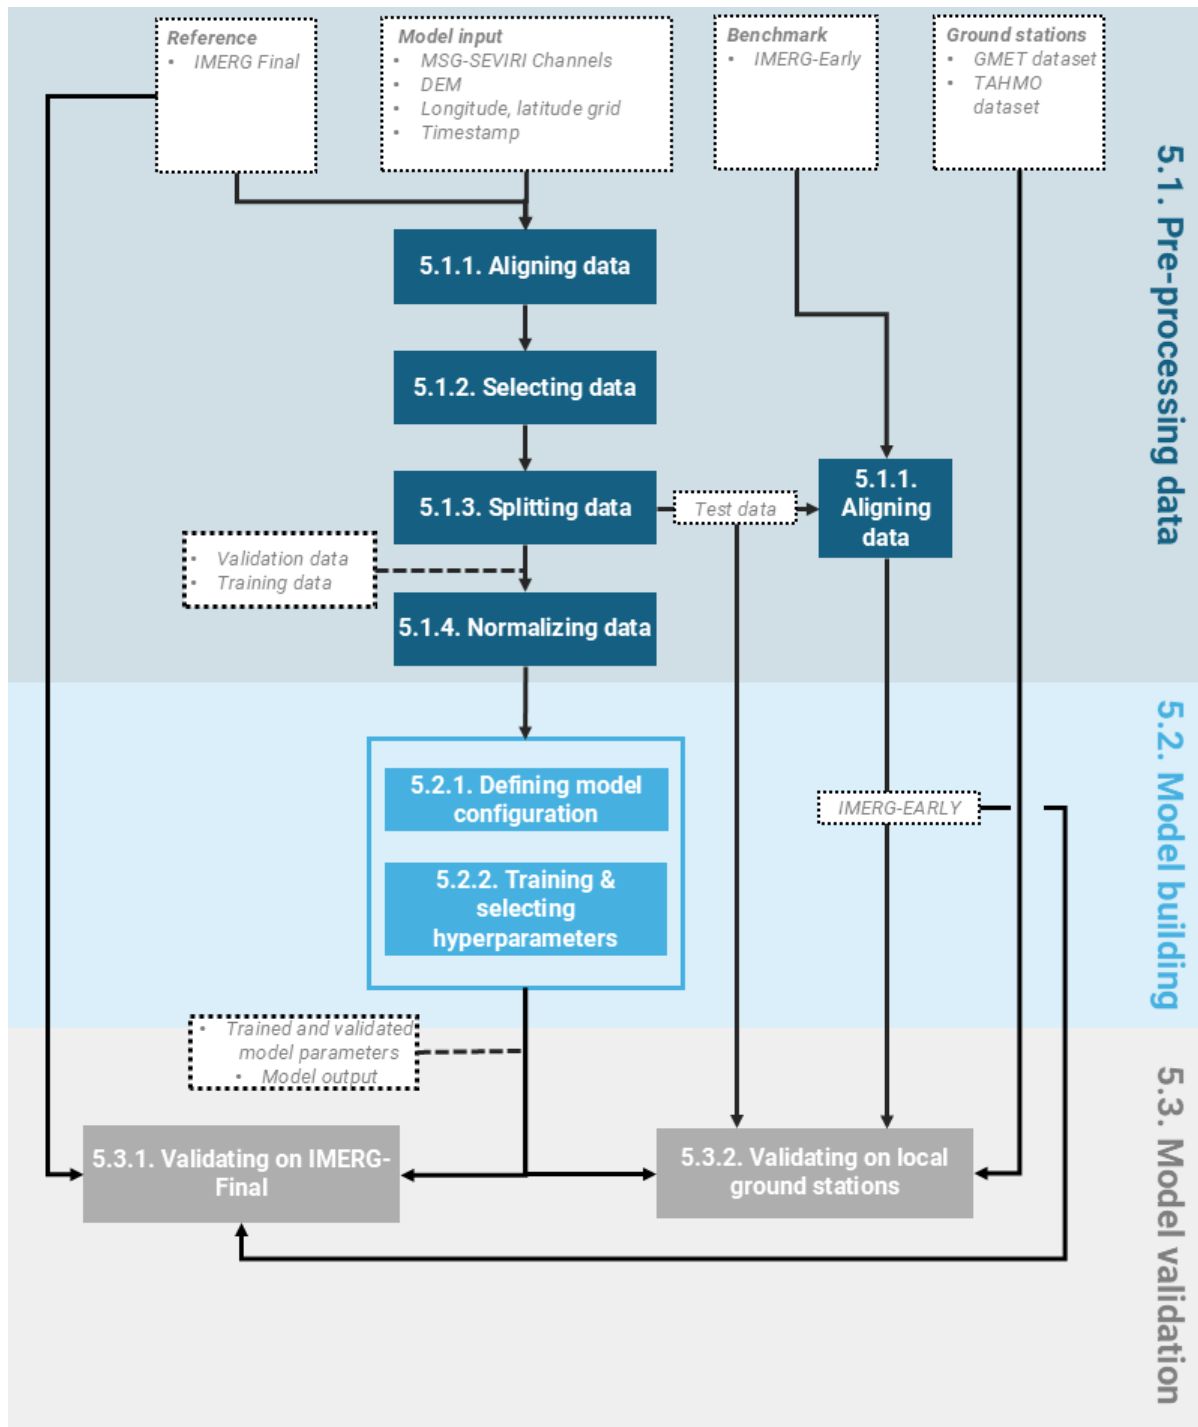 Reference
• IMERG Final
Model input
• MSG-SEVIRI Channels
• DEM
• Longitude, latitude grid
• Timestamp
Benchmark
• IMERG-Early
Ground stations
• GMET dataset
• TAHMO
dataset
5.1. Pre-processing data
5.1.1. Aligning data
5.1.2. Selecting data
5.1.3. Splitting data
Test data
5.1.1.
Aligning
data
• Validation data
• Training data
5.1.4. Normalizing data
5.2. Model building
5.2.1. Defining model
configuration
IMERG-EARLY
5.2.2. Training &
selecting
hyperparameters
• Trained and validated
model parameters
• Model output
5.3. Model validation
5.3.1. Validating on IMERG-
Final
5.3.2. Validating on local
ground stations